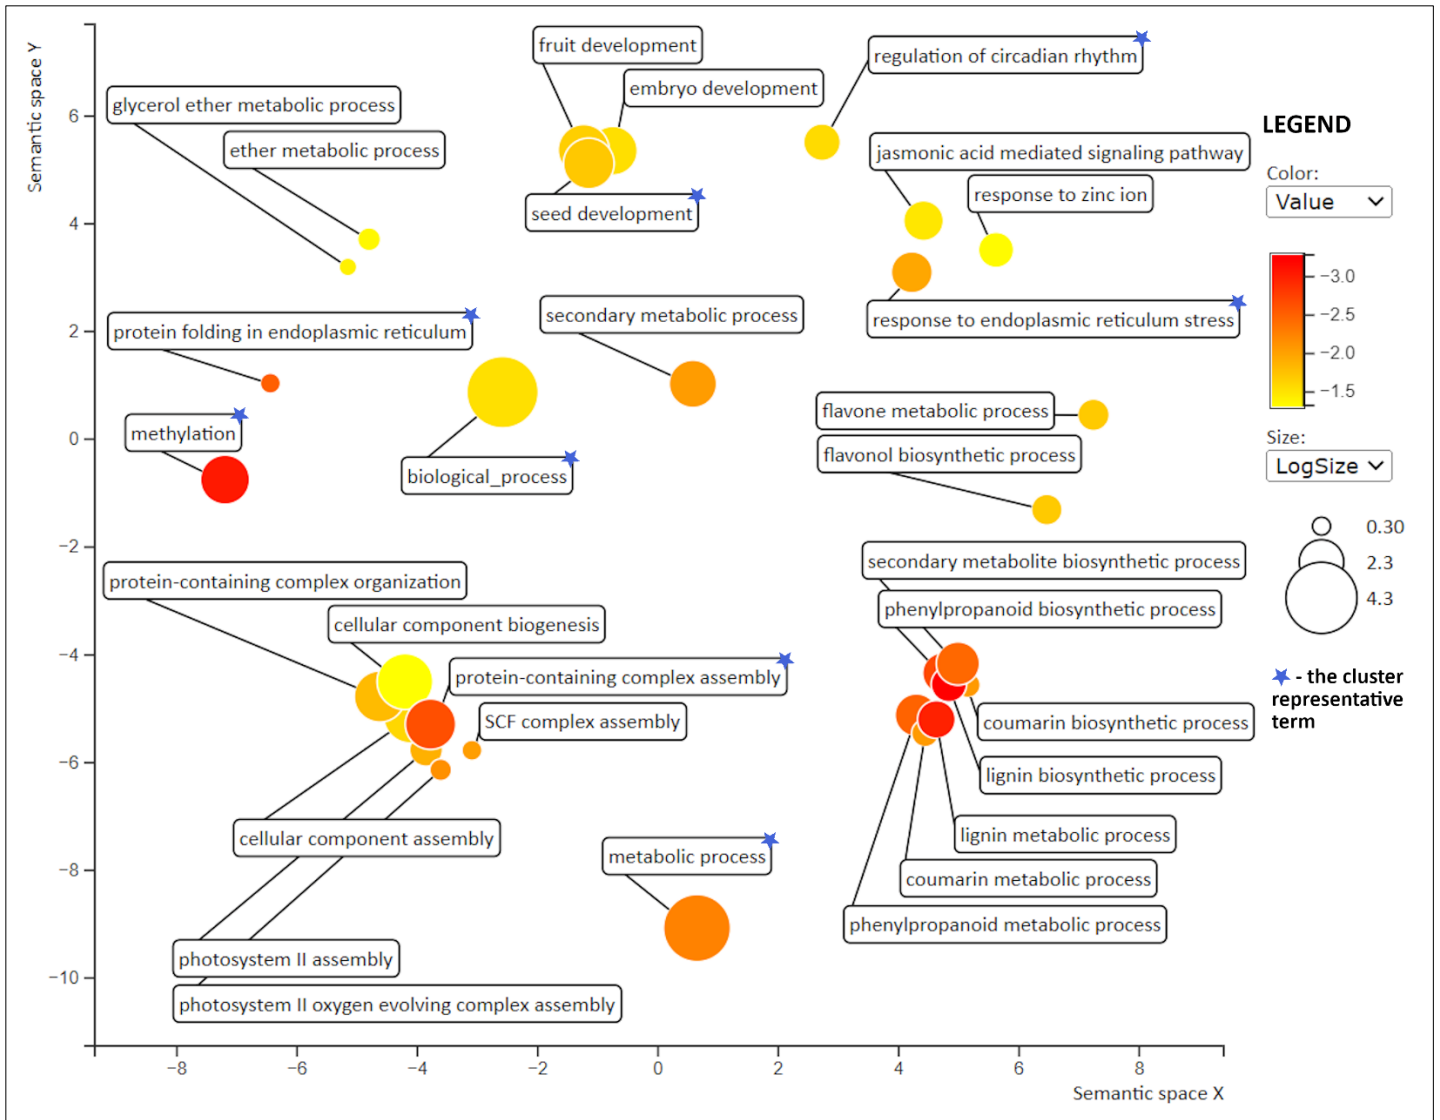 Semantic space Y
fruit development
regulation of circadian rhythm
embryo development
glycerol ether metabolic process
ether metabolic process
jasmonic acid mediated signaling pathway
response to zinc ion
seed development
response to endoplasmic reticulum stress
protein folding in endoplasmic reticulum
secondary metabolic process
flavone metabolic process
methylation
flavonol biosynthetic process
biological_process
secondary metabolite biosynthetic process
protein-containing complex organization
phenylpropanoid biosynthetic process
cellular component biogenesis
protein-containing complex assembly
SCF complex assembly
coumarin biosynthetic process
lignin biosynthetic process
lignin metabolic process
cellular component assembly
metabolic process
coumarin metabolic process
phenylpropanoid metabolic process
photosystem II assembly
photosystem II oxygen evolving complex assembly
6
4
2
0
−2
−4
−6
−8
−10
−8 −6 −4 −2 0 2 4 6 8
Semantic space X
LEGEND
Color:
Value
−3.0
−2.5
−2.0
−1.5
Size:
LogSize
0.30
2.3
4.3
- the cluster
representative
term